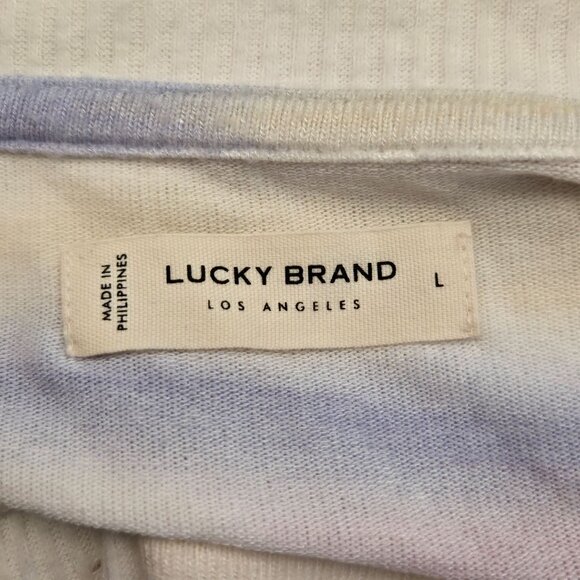 MADE IN
PHILIPPINES
LUCKY BRAND
LOS ANGELES
L